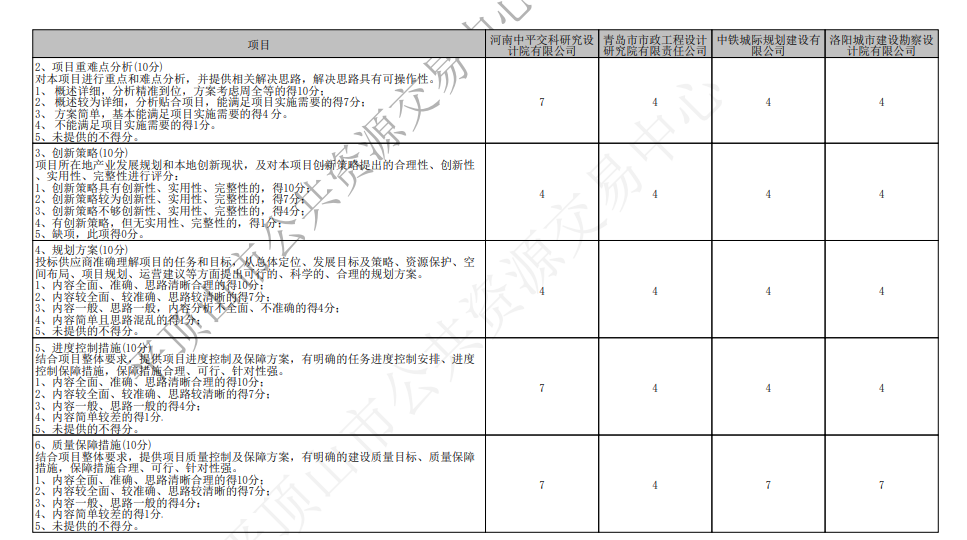 项目
河南中平交科研究设
计院有限公司
青岛市市政工程设计
研究院有限责任公司
中铁城际规划建设有
限公司
洛阳城市建设勘察设
计院有限公司
2、项目重难点分析(10分)
对本项目进行重点和难点分析，并提供相关解决思路，解决思路具有可操作性。
1、 概述详细，分析精准到位，方案考虑周全等的得10分；
2、 概述较为详细，分析贴合项目，能满足项目实施需要的得7分；
3、 方案简单，基本能满足项目实施需要的得4 分。
4、 不能满足项目实施需要的得1分。
5、未提供的不得分。
7
4
4
4
3、创新策略(10分)
项目所在地产业发展规划和本地创新现状，及对本项目创新策略提出的合理性、创新性
、实用性、完整性进行评分：
1、创新策略具有创新性、实用性、完整性的，得10分；
2、创新策略较为创新性、实用性、完整性的，得7分；
3、创新策略不够创新性、实用性、完整性的，得4分；
4、有创新策略，但无实用性、完整性的，得1分；
5、缺项，此项得0分。
4
4
4
4
4、规划方案(10分)
投标供应商准确理解项目的任务和目标，从总体定位、发展目标及策略、资源保护、空
间布局、项目规划、运营建议等方面提出可行的、科学的、合理的规划方案。
1、内容全面、准确、思路清晰合理的得10分；
2、内容较全面、较准确、思路较清晰的得7分；
3、内容一般、思路一般，内容分析不全面、不准确的得4分；
4、内容简单且思路混乱的得1分；
5、未提供的不得分。
4
4
4
4
5、进度控制措施(10分)
结合项目整体要求，提供项目进度控制及保障方案，有明确的任务进度控制安排、进度
控制保障措施，保障措施合理、可行、针对性强。
1、内容全面、准确、思路清晰合理的得10分；
2、内容较全面、较准确、思路较清晰的得7分；
3、内容一般、思路一般的得4分；
4、内容简单较差的得1分.
5、未提供的不得分。
7
4
4
4
6、质量保障措施(10分)
结合项目整体要求，提供项目质量控制及保障方案，有明确的建设质量目标、质量保障
措施，保障措施合理、可行、针对性强。
1、内容全面、准确、思路清晰合理的得10分；
2、内容较全面、较准确、思路较清晰的得7分；
3、内容一般、思路一般的得4分；
4、内容简单较差的得1分.
5、未提供的不得分。
7
4
7
7
平顶山市公共资源交易中心
平顶山市公共资源交易中心